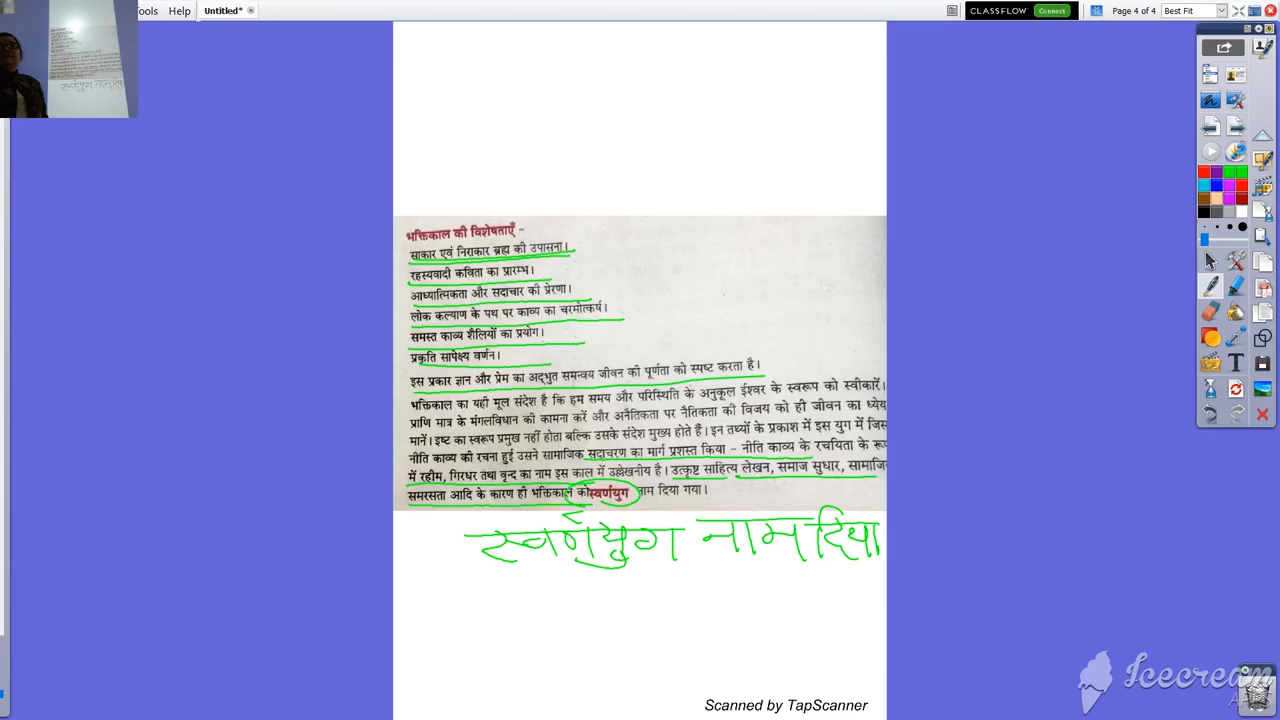 Tools Help Untitled* CLASSFLOW Connect Page 4 of 4 Best Fit
भक्तिकाल की विशेषताएँ -
साकार एवं निराकार ब्रह्म की उपासना।
रहस्यवादी कविता का प्रारम्भ।
आध्यात्मिकता और सदाचार की प्रेरणा।
लोक कल्याण के पथ पर काव्य का चरमोत्कर्ष।
समस्त काव्य शैलियों का प्रयोग।
प्रकृति सापेक्ष्य वर्णन।
इस प्रकार ज्ञान और प्रेम का अद्भुत समन्वय जीवन की पूर्णता को स्पष्ट करता है।
भक्तिकाल का यही मूल संदेश है कि हम समय और परिस्थिति के अनुकूल ईश्वर के स्वरूप को स्वीकारें।
प्राणि मात्र के मंगलविधान की कामना करें और अनैतिकता पर नैतिकता की विजय को ही जीवन का ध्येय
मानें। इष्ट का स्वरूप प्रमुख नहीं होता बल्कि उसके संदेश मुख्य होते हैं। इन तथ्यों के प्रकाश में इस युग में जिस
नीति काव्य की रचना हुई उसने सामाजिक सदाचरण का मार्ग प्रशस्त किया - नीति काव्य के रचयिता के रूप
में रहीम, गिरधर तथा वृन्द का नाम इस काल में उल्लेखनीय है। उत्कृष्ट साहित्य लेखन, समाज सुधार, सामाजि
समरसता आदि के कारण ही भक्तिकाल को स्वर्णयुग नाम दिया गया।
स्वर्णयुग नाम दिया
Scanned by TapScanner
Icecream
APPS